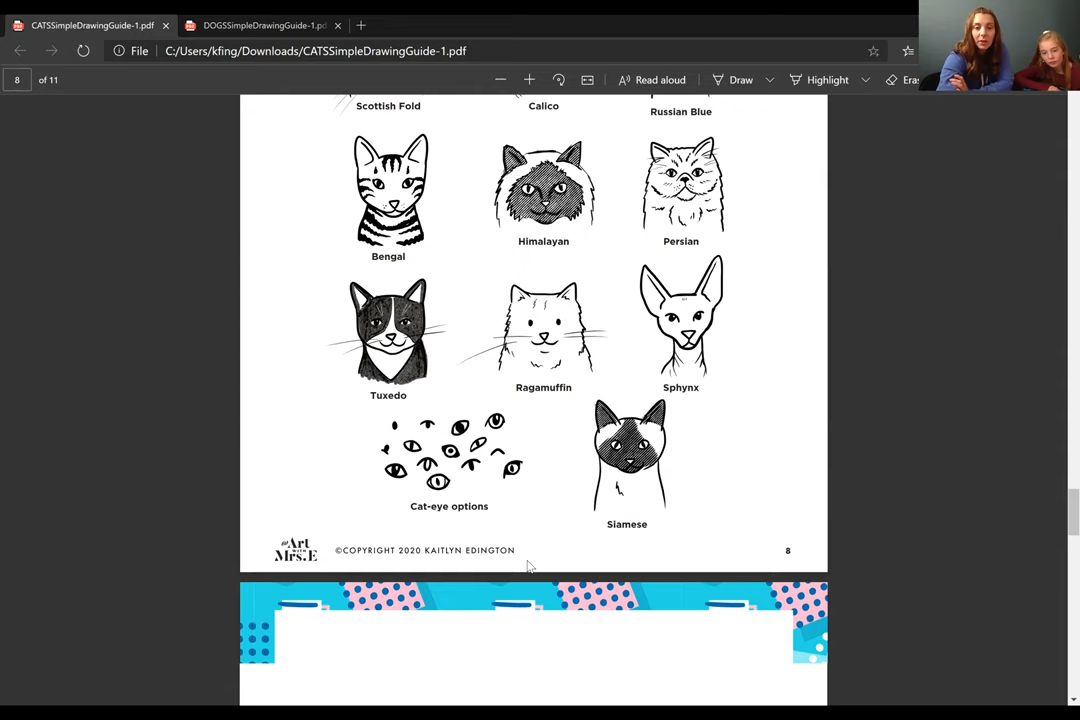 CATSSimpleDrawingGuide-1.pdf
DOGSSimpleDrawingGuide-1.pd
File
C:/Users/kfing/Downloads/CATSSimpleDrawingGuide-1.pdf
8 of 11
Read aloud
Draw
Highlight
Scottish Fold
Calico
Russian Blue
Bengal
Himalayan
Persian
Tuxedo
Ragamuffin
Sphynx
Cat-eye options
Siamese
Art WITH Mrs.E
©COPYRIGHT 2020 KAITLYN EDINGTON
8